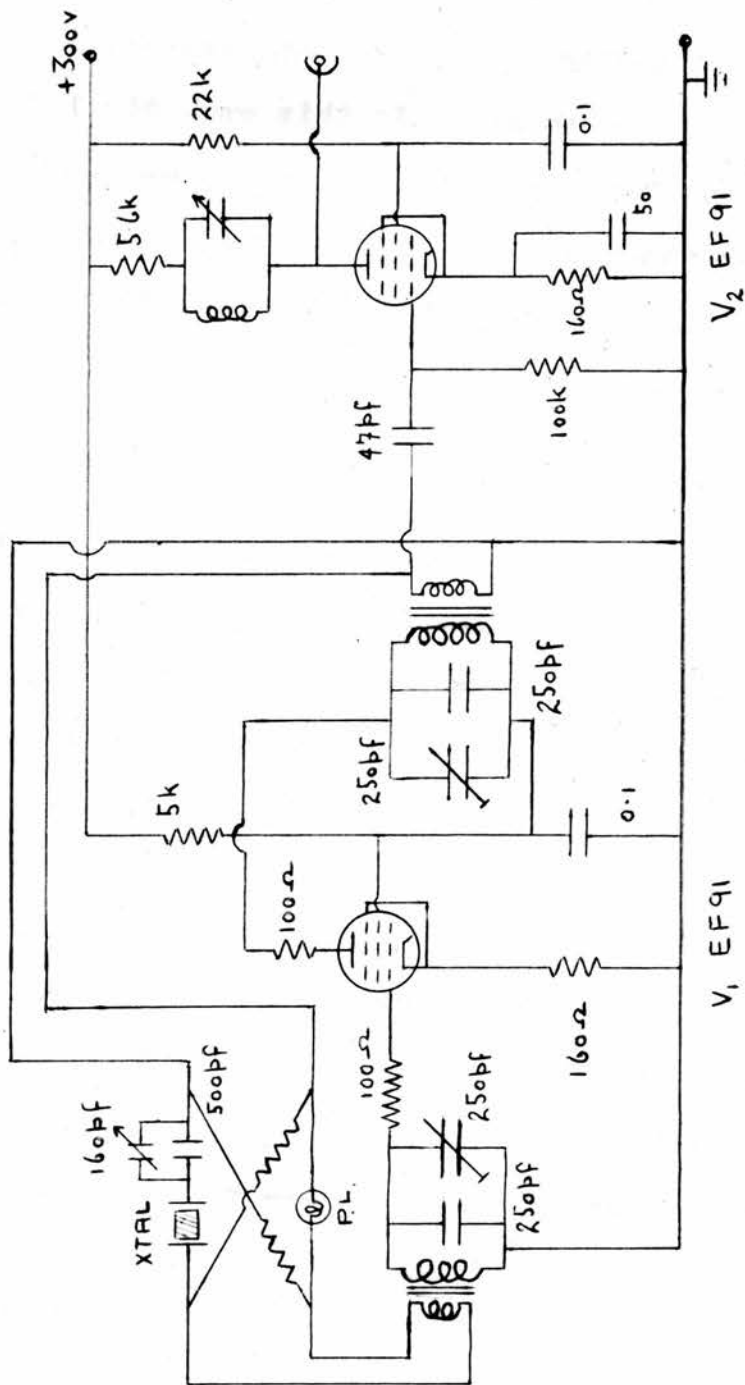 +300V
22k
5.6k
0.1
50
160Ω
100k
47pf
V2 EF91
250pf
250pf
5k
0.1
100Ω
100Ω
160Ω
V1 EF91
160pf
500pf
XTAL
P.L.
250pf
250pf